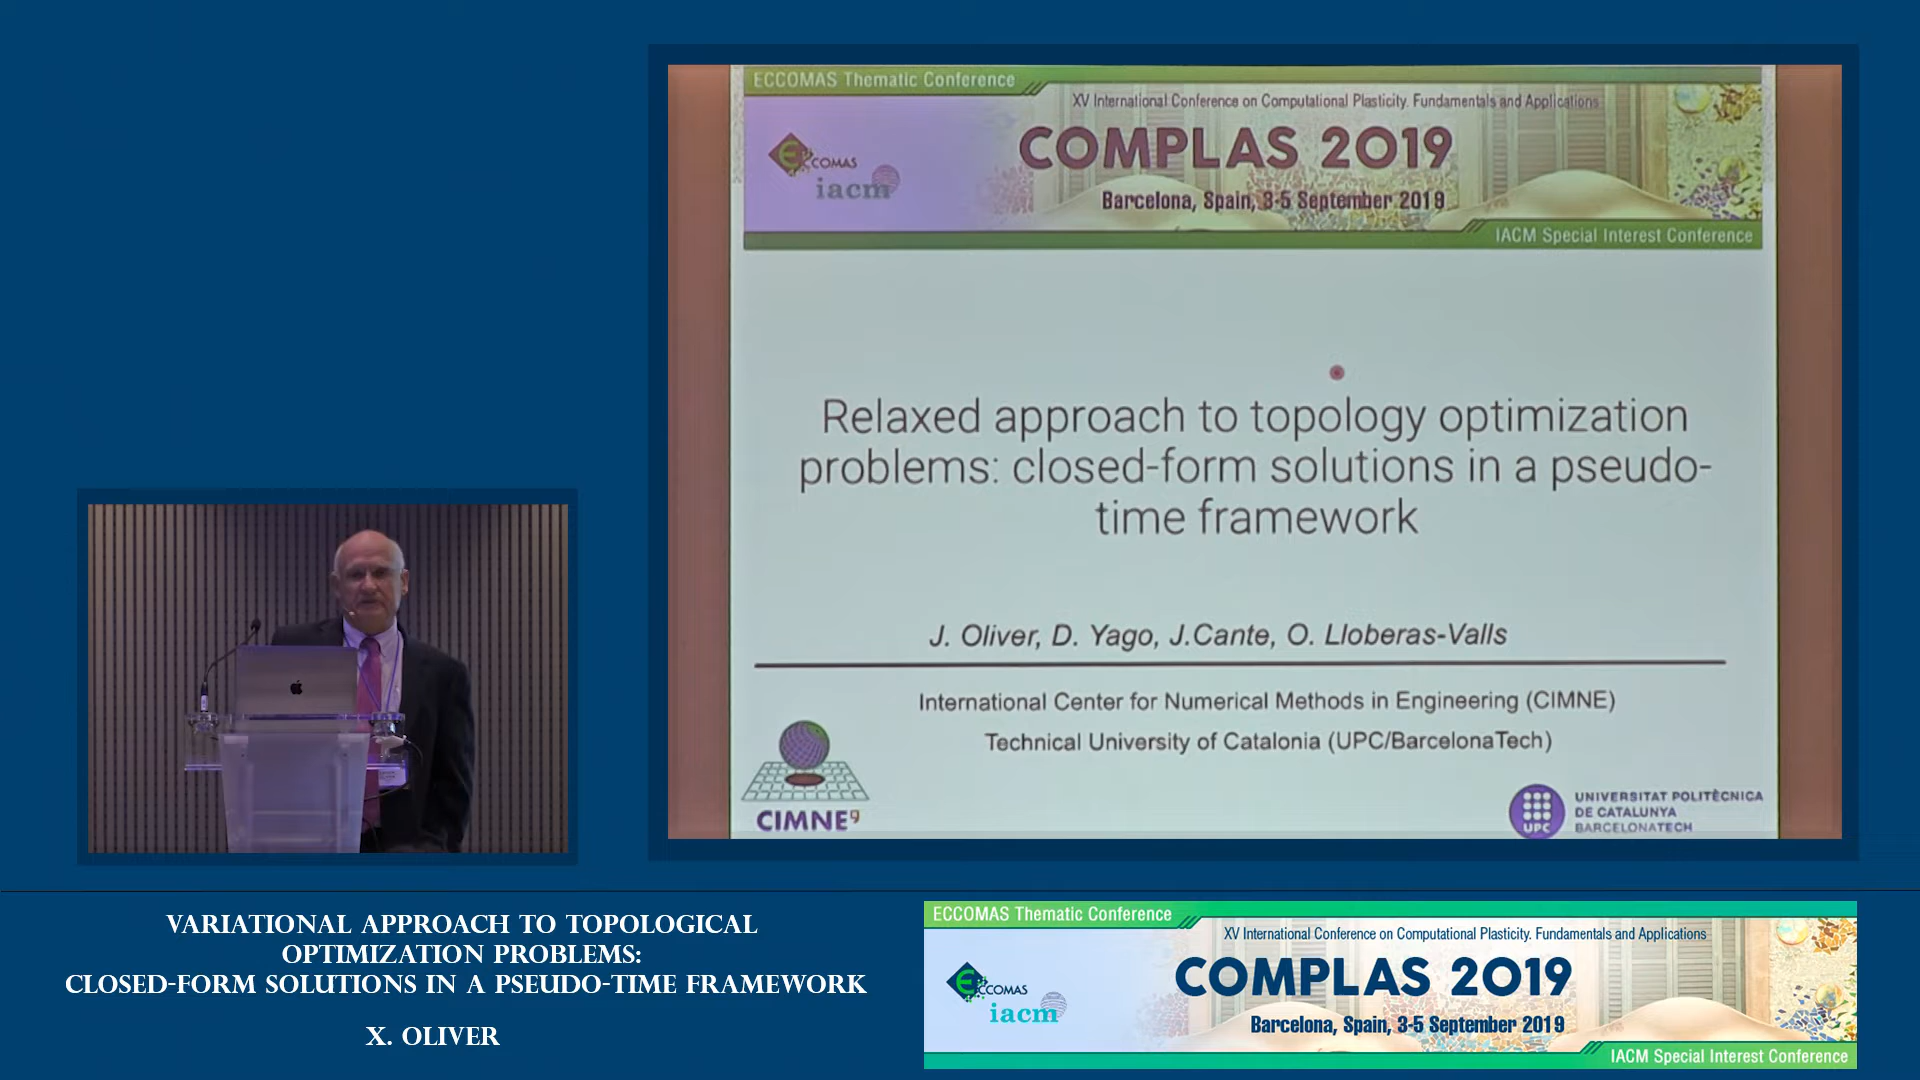 ECCOMAS Thematic Conference
XV International Conference on Computational Plasticity. Fundamentals and Applications
COMPLAS 2019
ECCOMAS
iacm
Barcelona, Spain, 3-5 September 2019
IACM Special Interest Conference
Relaxed approach to topology optimization
problems: closed-form solutions in a pseudo-
time framework
J. Oliver, D. Yago, J.Cante, O. Lloberas-Valls
International Center for Numerical Methods in Engineering (CIMNE)
Technical University of Catalonia (UPC/BarcelonaTech)
CIMNE9
UPC
UNIVERSITAT POLITÈCNICA
DE CATALUNYA
BARCELONATECH
VARIATIONAL APPROACH TO TOPOLOGICAL
OPTIMIZATION PROBLEMS:
CLOSED-FORM SOLUTIONS IN A PSEUDO-TIME FRAMEWORK
X. OLIVER
ECCOMAS Thematic Conference
XV International Conference on Computational Plasticity. Fundamentals and Applications
COMPLAS 2019
ECCOMAS
iacm
Barcelona, Spain, 3-5 September 2019
IACM Special Interest Conference